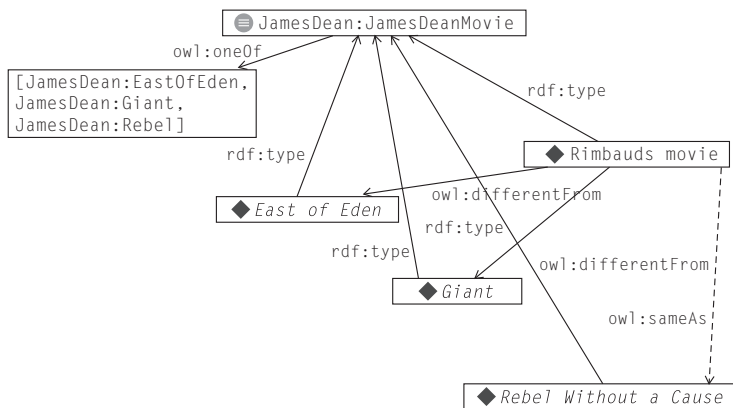 JamesDean:JamesDeanMovie
owl:oneOf
[JamesDean:EastOfEden,
JamesDean:Giant,
JamesDean:Rebel]
rdf:type
Rimbauds movie
rdf:type
owl:differentFrom
East of Eden
rdf:type
rdf:type
owl:differentFrom
Giant
owl:sameAs
Rebel Without a Cause